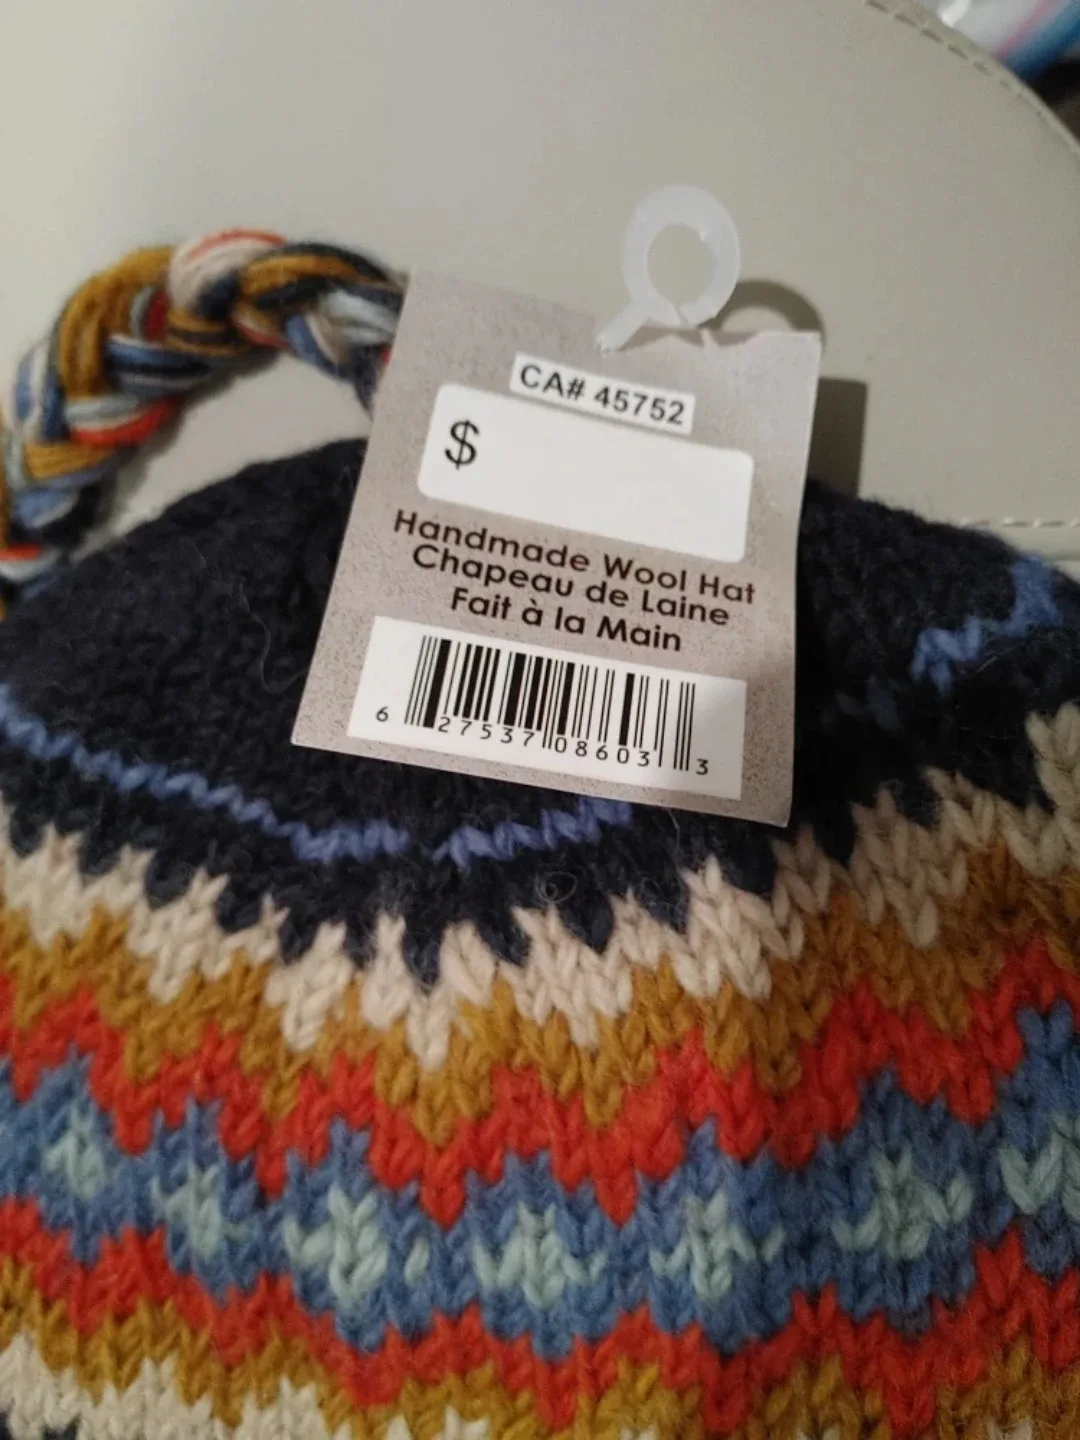 CA# 45752
$
Handmade Wool Hat
Chapeau de Laine
Fait à la Main
6 27537 08603 3